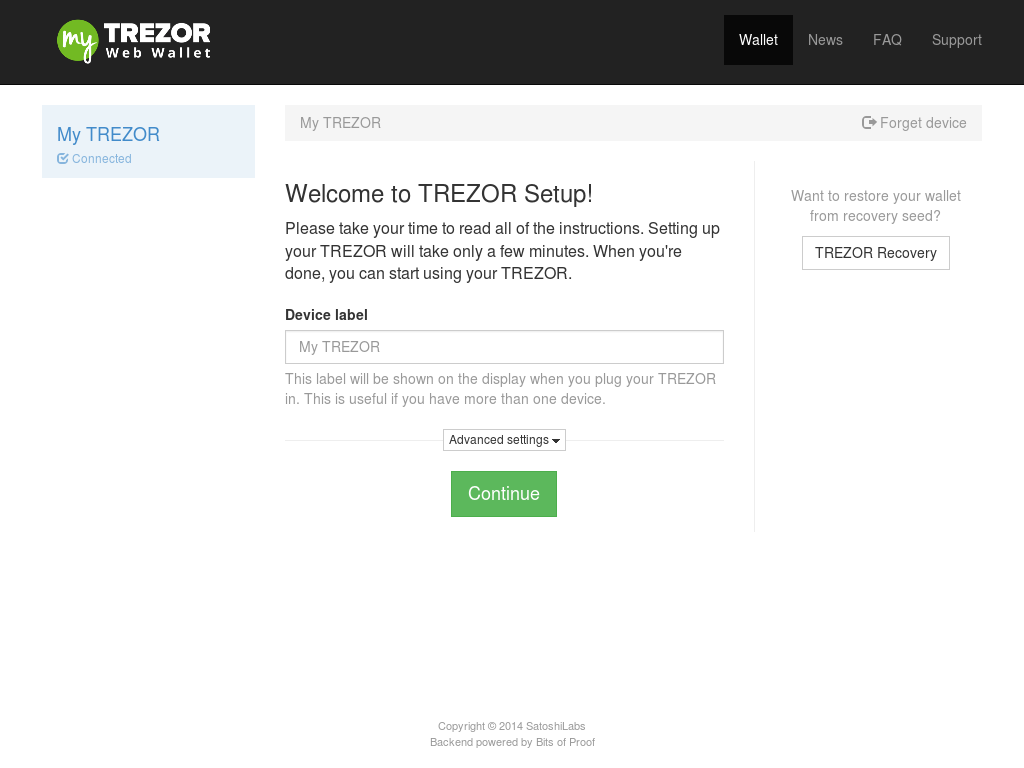 my TREZOR
Web Wallet
Wallet News FAQ Support
My TREZOR
Connected
My TREZOR
Forget device
Welcome to TREZOR Setup!
Please take your time to read all of the instructions. Setting up
your TREZOR will take only a few minutes. When you're
done, you can start using your TREZOR.
Device label
My TREZOR
This label will be shown on the display when you plug your TREZOR
in. This is useful if you have more than one device.
Advanced settings
Continue
Want to restore your wallet
from recovery seed?
TREZOR Recovery
Copyright © 2014 SatoshiLabs
Backend powered by Bits of Proof